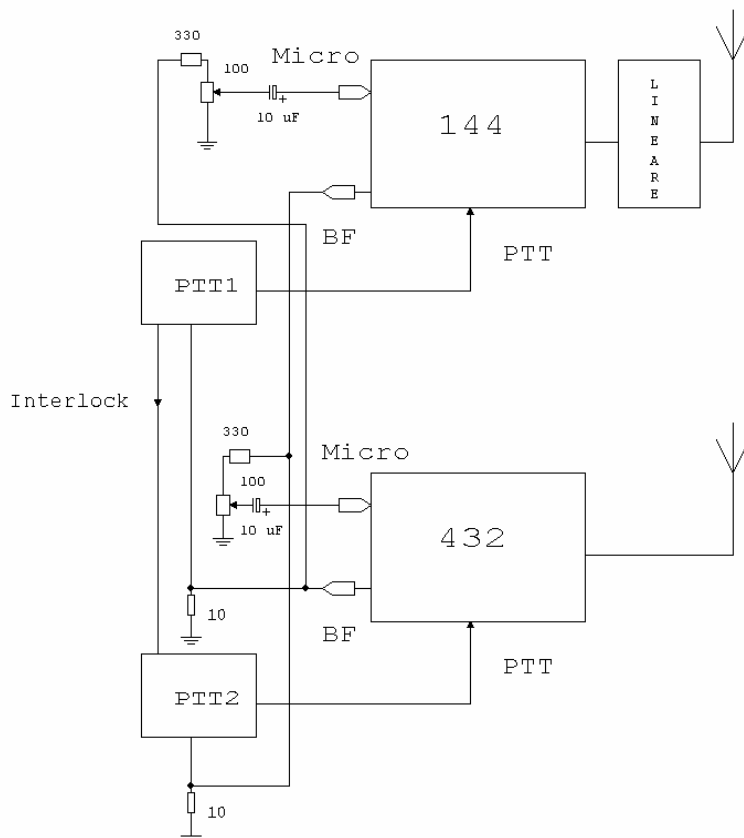 330
Micro
100
10 uF
+
144
LINEARE
BF
PTT
PTT1
Interlock
330
Micro
100
10 uF
+
432
10
BF
PTT
PTT2
10